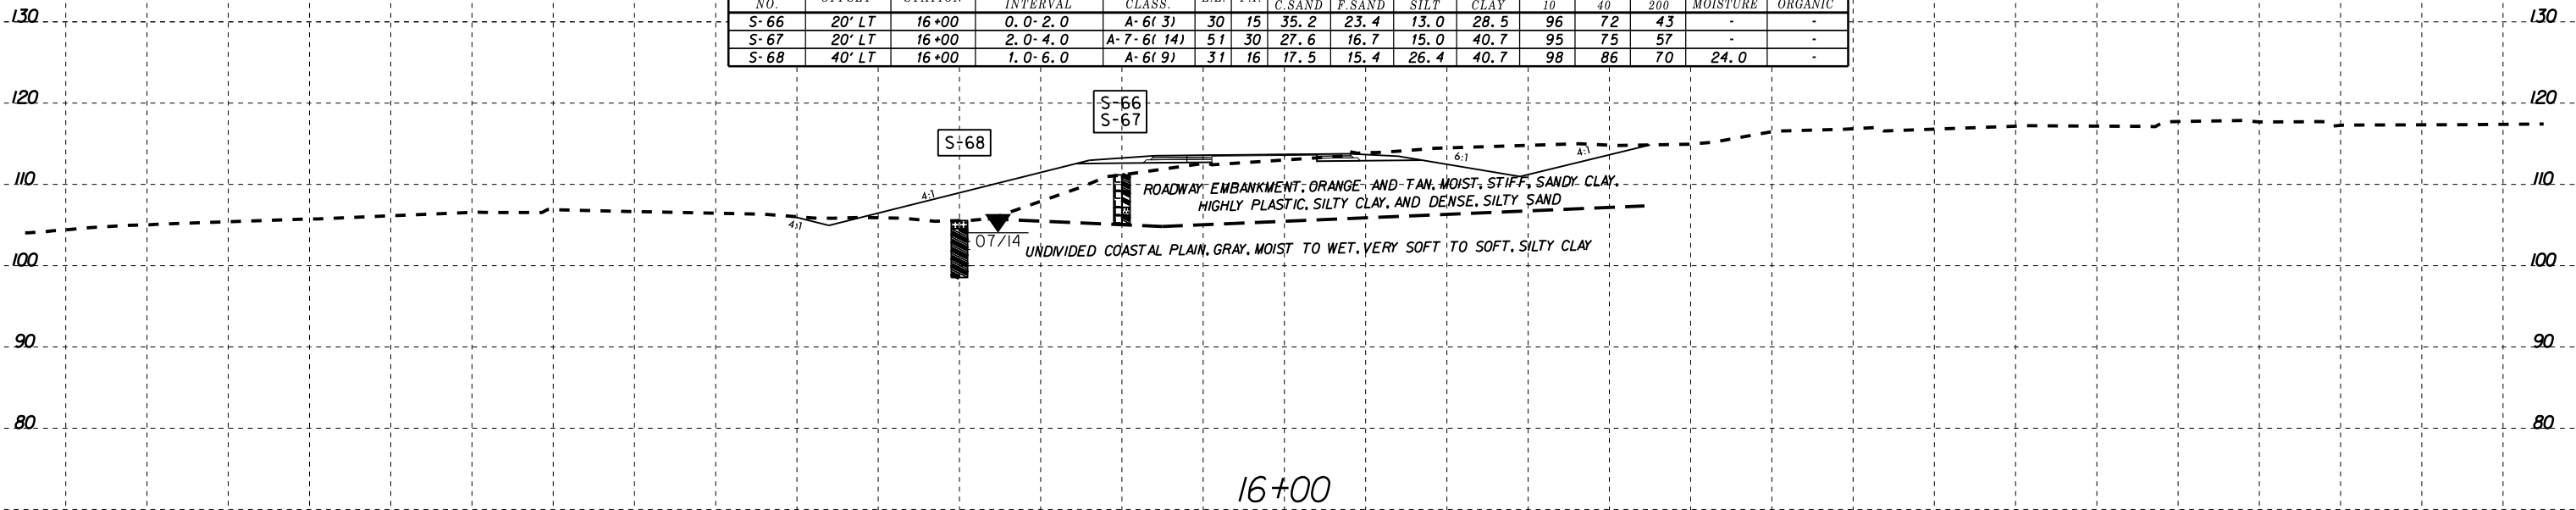 NO. OFFSET STATION INTERVAL CLASS. L.L. P.I. C.SAND F.SAND SILT CLAY 10 40 200 MOISTURE ORGANIC
S-66 20' LT 16+00 0.0-2.0 A-6(3) 30 15 35.2 23.4 13.0 28.5 96 72 43 - -
S-67 20' LT 16+00 2.0-4.0 A-7-6(14) 51 30 27.6 16.7 15.0 40.7 95 75 57 - -
S-68 40' LT 16+00 1.0-6.0 A-6(9) 31 16 17.5 15.4 26.4 40.7 98 86 70 24.0 -
130 130
120 120
S-66
S-67
S-68
6:1 4:1
110 110
4:1
ROADWAY EMBANKMENT, ORANGE AND TAN, MOIST, STIFF, SANDY CLAY,
HIGHLY PLASTIC, SILTY CLAY, AND DENSE, SILTY SAND
4:1
07/14
UNDIVIDED COASTAL PLAIN, GRAY, MOIST TO WET, VERY SOFT TO SOFT, SILTY CLAY
100 100
90 90
80 80
16+00